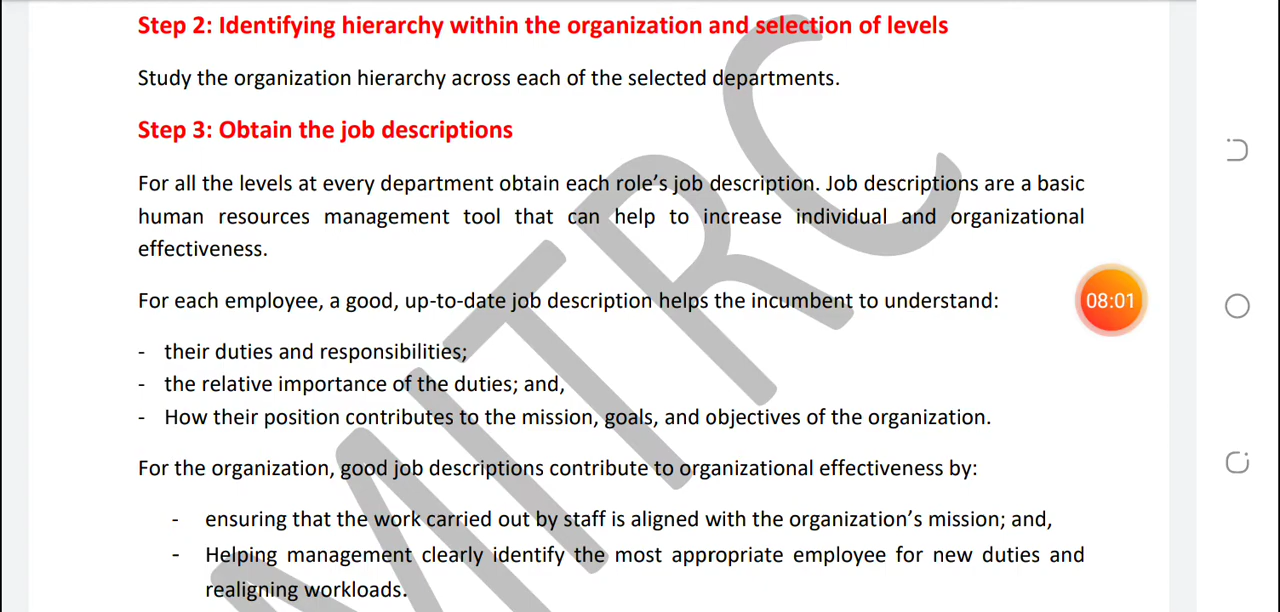 Step 2: Identifying hierarchy within the organization and selection of levels
Study the organization hierarchy across each of the selected departments.
Step 3: Obtain the job descriptions
For all the levels at every department obtain each role’s job description. Job descriptions are a basic
human resources management tool that can help to increase individual and organizational
effectiveness.
For each employee, a good, up-to-date job description helps the incumbent to understand:
- their duties and responsibilities;
- the relative importance of the duties; and,
- How their position contributes to the mission, goals, and objectives of the organization.
For the organization, good job descriptions contribute to organizational effectiveness by:
- ensuring that the work carried out by staff is aligned with the organization’s mission; and,
- Helping management clearly identify the most appropriate employee for new duties and
realigning workloads.
MITRC
08:01